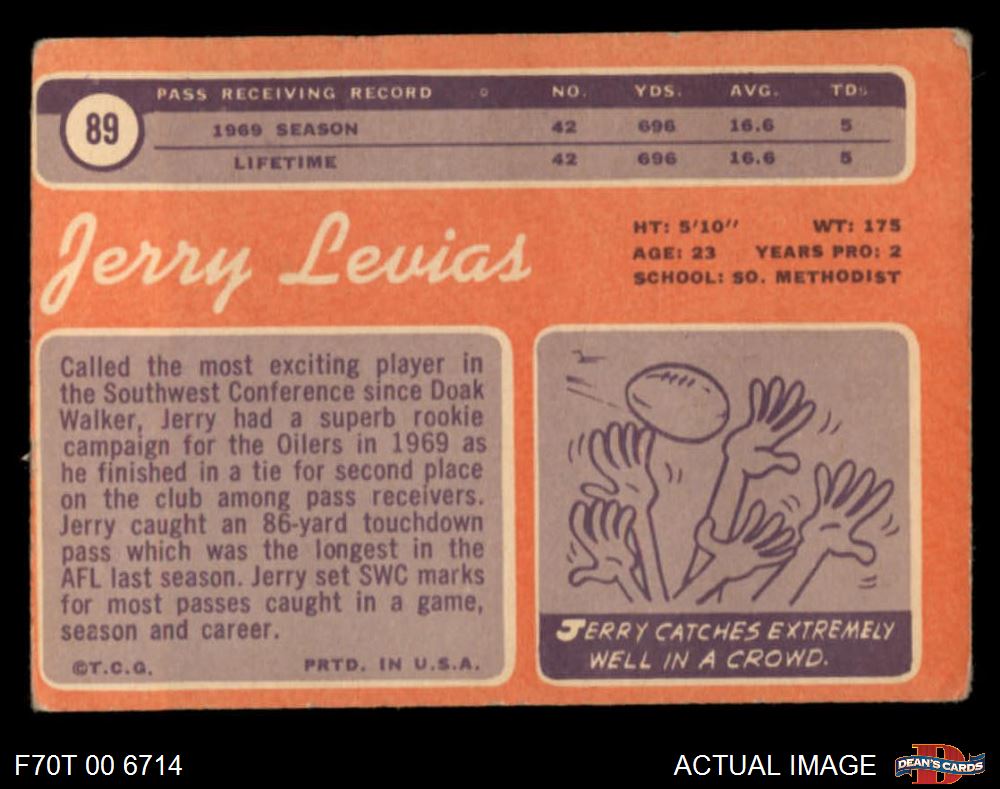 PASS RECEIVING RECORD NO. YDS. AVG. TDs
89
1969 SEASON 42 696 16.6 5
LIFETIME 42 696 16.6 5
Jerry Levias
HT: 5'10" WT: 175
AGE: 23 YEARS PRO: 2
SCHOOL: SO. METHODIST
Called the most exciting player in
the Southwest Conference since Doak
Walker, Jerry had a superb rookie
campaign for the Oilers in 1969 as
he finished in a tie for second place
on the club among pass receivers.
Jerry caught an 86-yard touchdown
pass which was the longest in the
AFL last season. Jerry set SWC marks
for most passes caught in a game,
season and career.
©T.C.G. PRTD. IN U.S.A.
JERRY CATCHES EXTREMELY
WELL IN A CROWD.
F70T 00 6714
ACTUAL IMAGE
D
DEAN'S CARDS